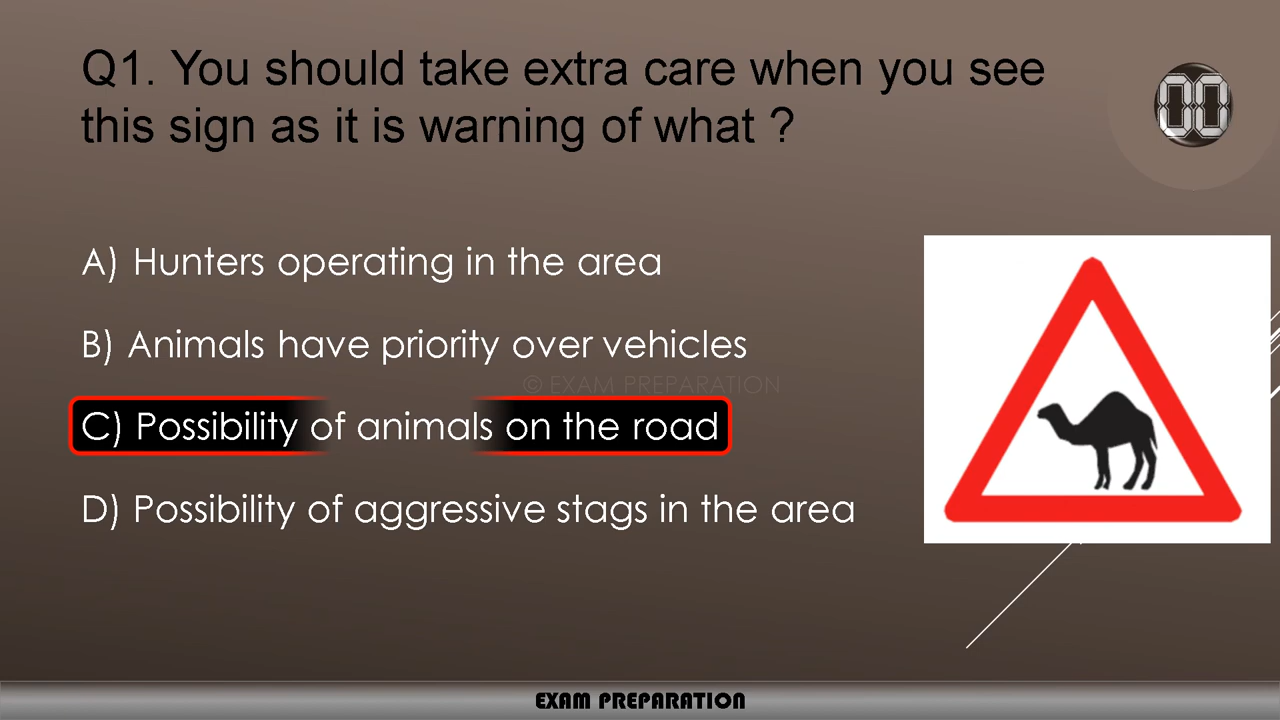 Q1. You should take extra care when you see
this sign as it is warning of what ?
00
A) Hunters operating in the area
B) Animals have priority over vehicles
© EXAM PREPARATION
C) Possibility of animals on the road
D) Possibility of aggressive stags in the area
EXAM PREPARATION